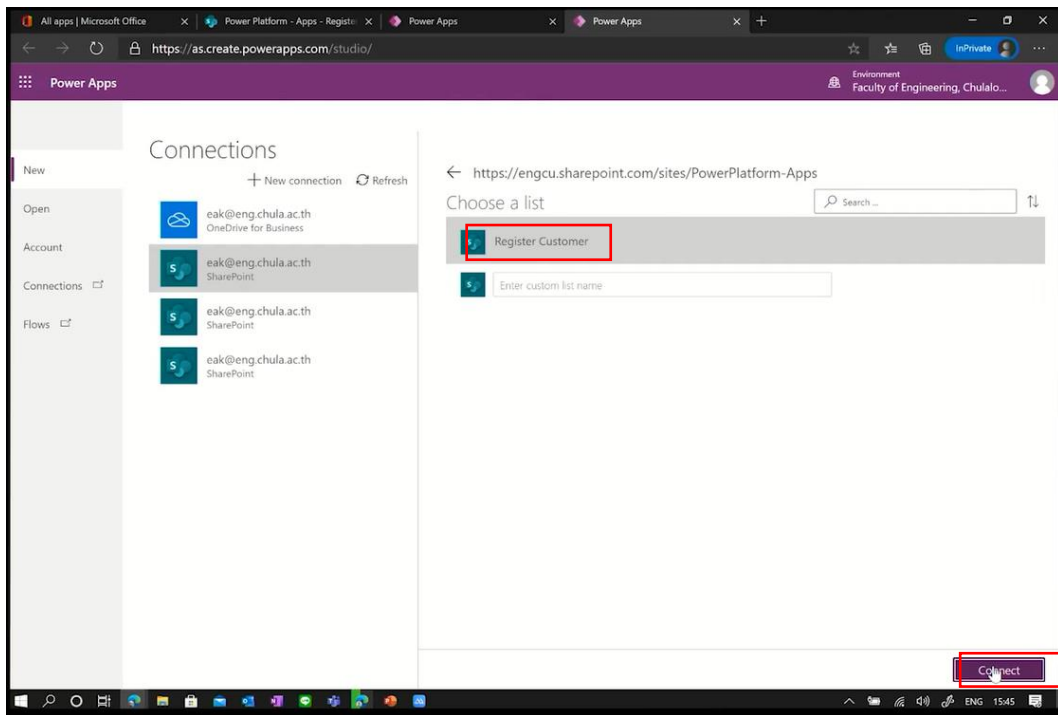 All apps | Microsoft Office
Power Platform - Apps - Registe
Power Apps
Power Apps
https://as.create.powerapps.com/studio/
InPrivate
Power Apps
Environment
Faculty of Engineering, Chulalo...
New
Open
Account
Connections
Flows
Connections
New connection
Refresh
eak@eng.chula.ac.th
OneDrive for Business
eak@eng.chula.ac.th
SharePoint
eak@eng.chula.ac.th
SharePoint
eak@eng.chula.ac.th
SharePoint
https://engcu.sharepoint.com/sites/PowerPlatform-Apps
Choose a list
Search ...
Register Customer
Enter custom list name
Connect
ENG 15:45